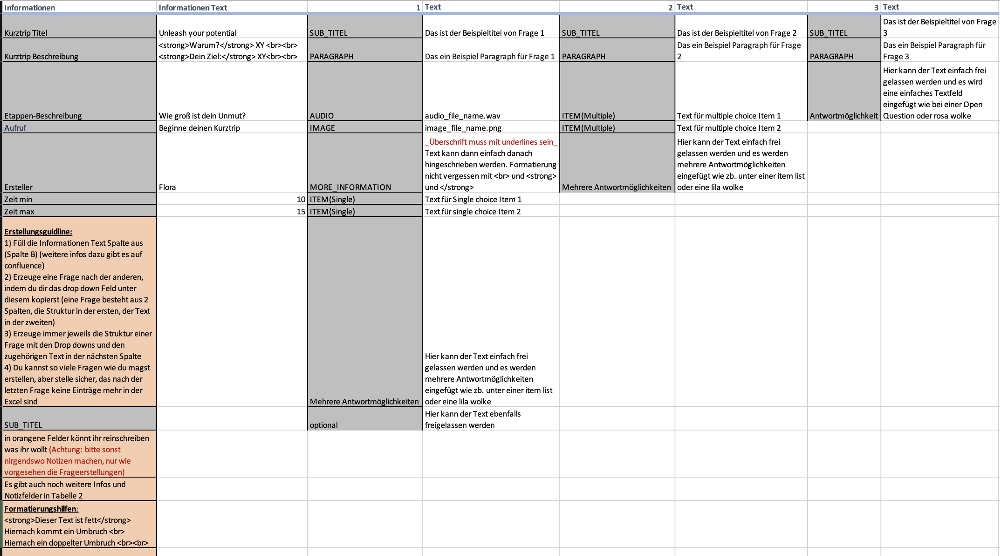 Informationen Informationen Text 1 Text 2 Text 3 Text
Kurztrip Titel
Unleash your potential
SUB_TITEL
Das ist der Beispieltitel von Frage 1
SUB_TITEL
Das ist der Beispieltitel von Frage 2
SUB_TITEL
Das ist der Beispieltitel von Frage
3
Kurztrip Beschreibung
<strong>Warum?</strong> XY <br><br>
<strong>Dein Ziel:</strong> XY<br><br>
PARAGRAPH
Das ein Beispiel Paragraph für Frage 1
PARAGRAPH
Das ein Beispiel Paragraph für Frage
2
PARAGRAPH
Das ein Beispiel Paragraph für
Frage 3
Etappen-Beschreibung
Wie groß ist dein Unmut?
AUDIO
audio_file_name.wav
ITEM(Multiple)
Text für multiple choice Item 1
Antwortmöglichkeit
Hier kann der Text einfach frei
gelassen werden und es wird
eine einfaches Textfeld
eingefügt wie bei einer Open
Question oder rosa wolke
Aufruf
Beginne deinen Kurztrip
IMAGE
image_file_name.png
ITEM(Multiple)
Text für multiple choice Item 2
Ersteller
Flora
MORE_INFORMATION
_Überschrift muss mit underlines sein_
Text kann dann einfach danach
hingeschrieben werden. Formatierung
nicht vergessen mit <br> und <strong>
und </strong>
Mehrere Antwortmöglichkeiten
Hier kann der Text einfach frei
gelassen werden und es werden
mehrere Antwortmöglichkeiten
eingefügt wie zb. unter einer item list
oder eine lila wolke
Zeit min
10
ITEM(Single)
Text für Single choice Item 1
Zeit max
15
ITEM(Single)
Text für single choice Item 2
Erstellungsguidline:
1) Füll die Informationen Text Spalte aus
(Spalte B) (weitere infos dazu gibt es auf
confluence)
2) Erzeuge eine Frage nach der anderen,
indem du dir das drop down Feld unter
diesem kopierst (eine Frage besteht aus 2
Spalten, die Struktur in der ersten, der Text
in der zweiten)
3) Erzeuge immer jeweils die Struktur einer
Frage mit den Drop downs und den
zugehörigen Text in der nächsten Spalte
4) Du kannst so viele Fragen wie du magst
erstellen, aber stelle sicher, das nach der
letzten Frage keine Einträge mehr in der
Excel sind
Mehrere Antwortmöglichkeiten
Hier kann der Text einfach frei
gelassen werden und es werden
mehrere Antwortmöglichkeiten
eingefügt wie zb. unter einer item list
oder eine lila wolke
SUB_TITEL
optional
Hier kann der Text ebenfalls
freigelassen werden
in orangene Felder könnt ihr reinschreiben
was ihr wollt (Achtung: bitte sonst
nirgendswo Notizen machen, nur wie
vorgesehen die Frageerstellungen)
Es gibt auch noch weitere Infos und
Notizfelder in Tabelle 2
Formatierungshilfen:
<strong>Dieser Text ist fett</strong>
Hiernach kommt ein Umbruch <br>
Hiernach ein doppelter Umbruch <br><br>